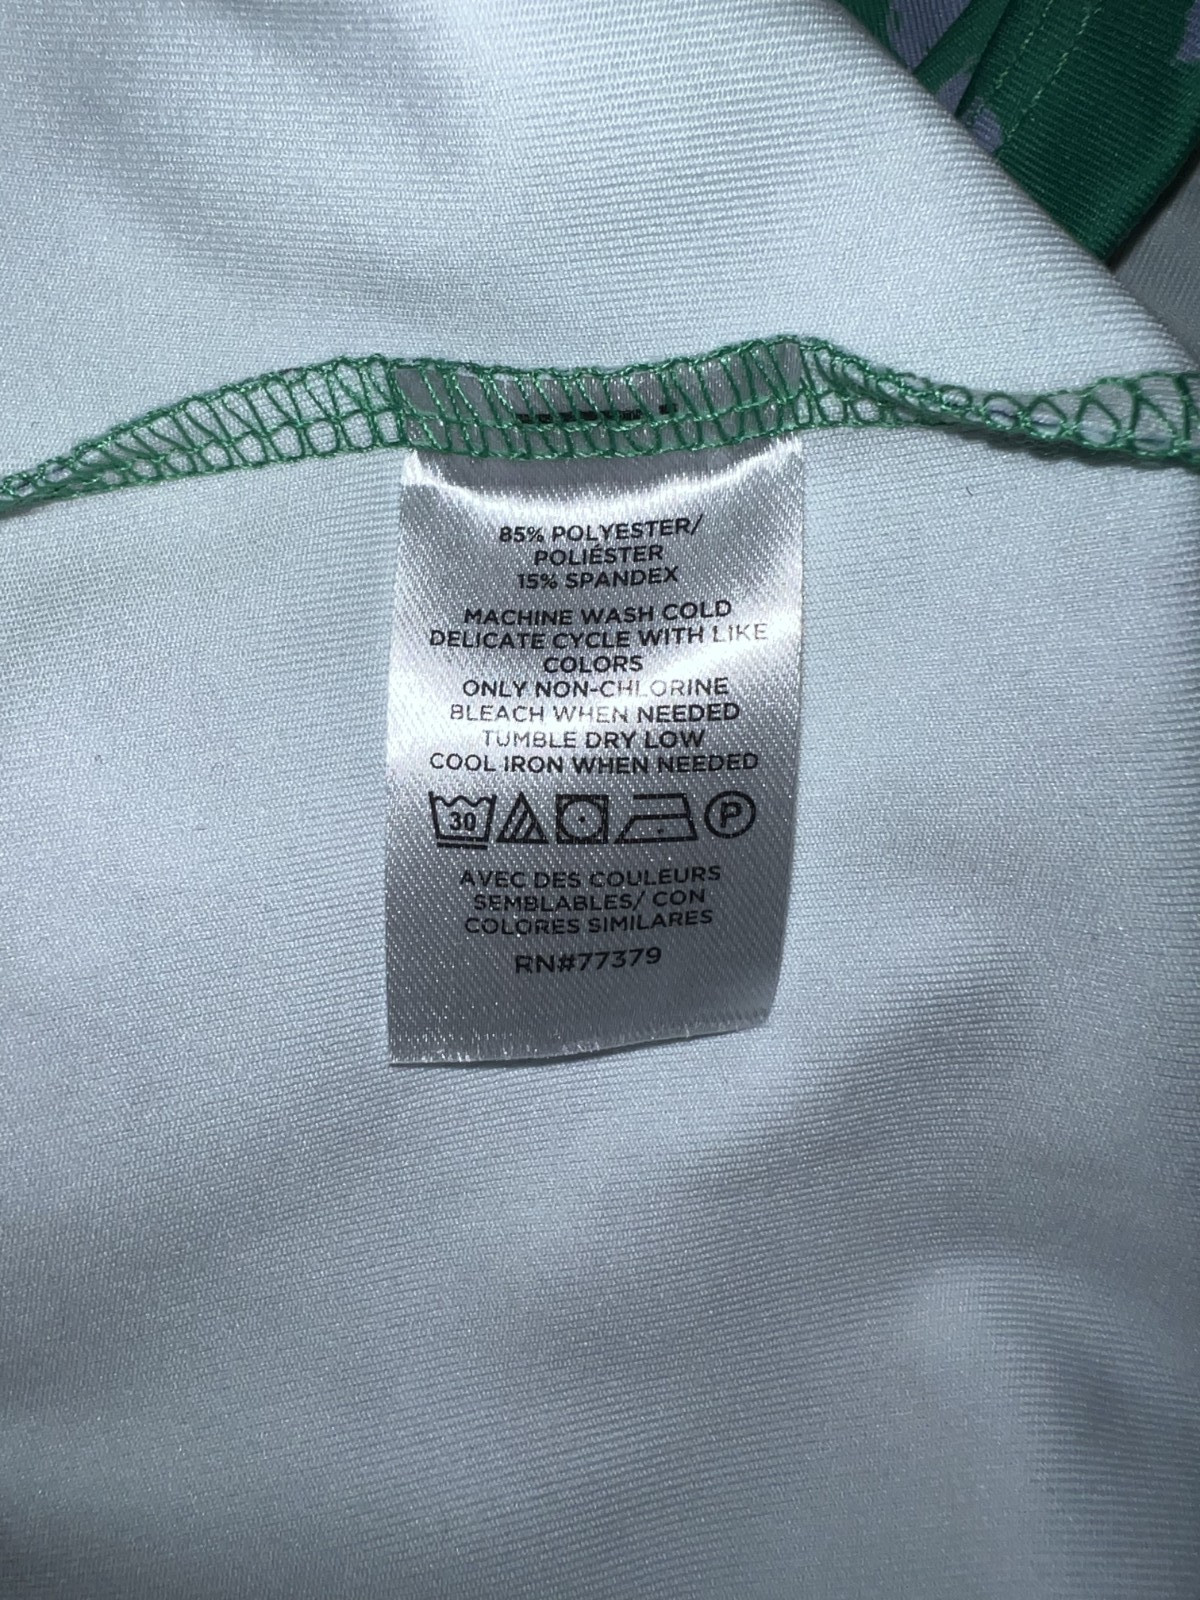 85% POLYESTER/
POLIÉSTER
15% SPANDEX
MACHINE WASH COLD
DELICATE CYCLE WITH LIKE
COLORS
ONLY NON-CHLORINE
BLEACH WHEN NEEDED
TUMBLE DRY LOW
COOL IRON WHEN NEEDED
30 P
AVEC DES COULEURS
SEMBLABLES/ CON
COLORES SIMILARES
RN#77379